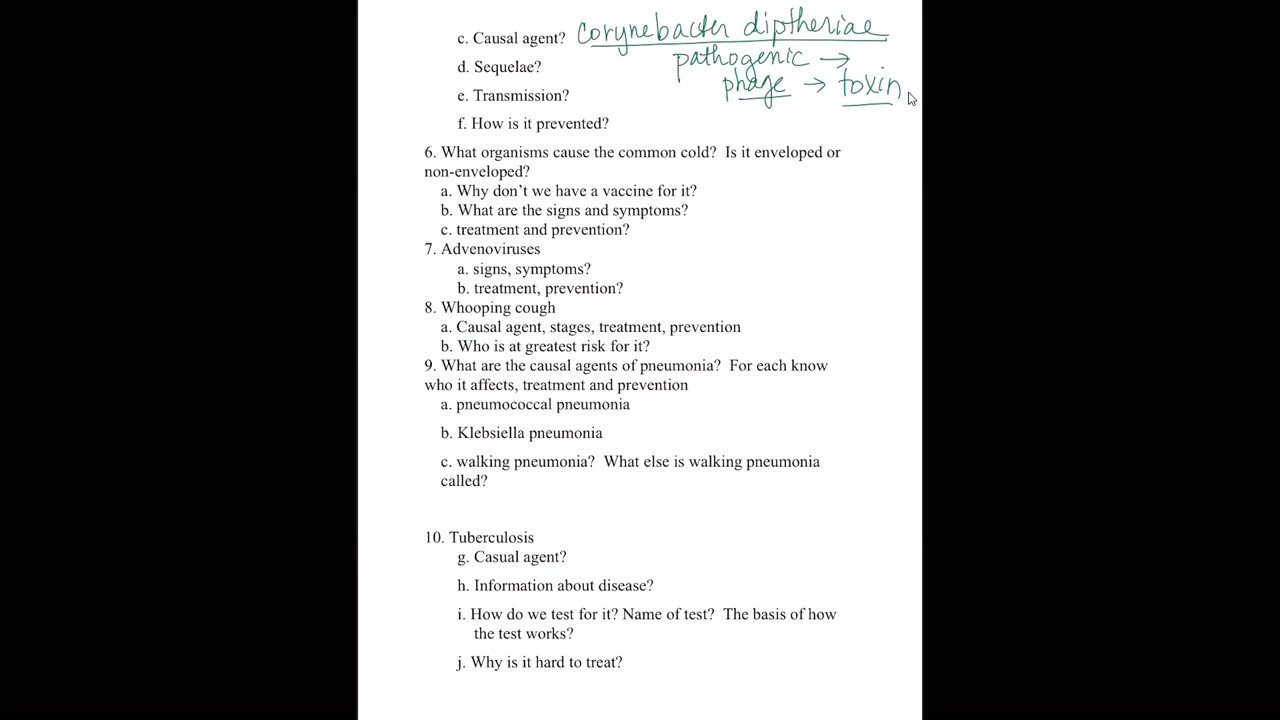 c. Causal agent? Corynebacter diptheriae
pathogenic →
d. Sequelae?
phage → toxin
e. Transmission?
f. How is it prevented?
6. What organisms cause the common cold? Is it enveloped or
non-enveloped?
a. Why don't we have a vaccine for it?
b. What are the signs and symptoms?
c. treatment and prevention?
7. Advenoviruses
a. signs, symptoms?
b. treatment, prevention?
8. Whooping cough
a. Causal agent, stages, treatment, prevention
b. Who is at greatest risk for it?
9. What are the causal agents of pneumonia? For each know
who it affects, treatment and prevention
a. pneumococcal pneumonia
b. Klebsiella pneumonia
c. walking pneumonia? What else is walking pneumonia
called?
10. Tuberculosis
g. Casual agent?
h. Information about disease?
i. How do we test for it? Name of test? The basis of how
the test works?
j. Why is it hard to treat?